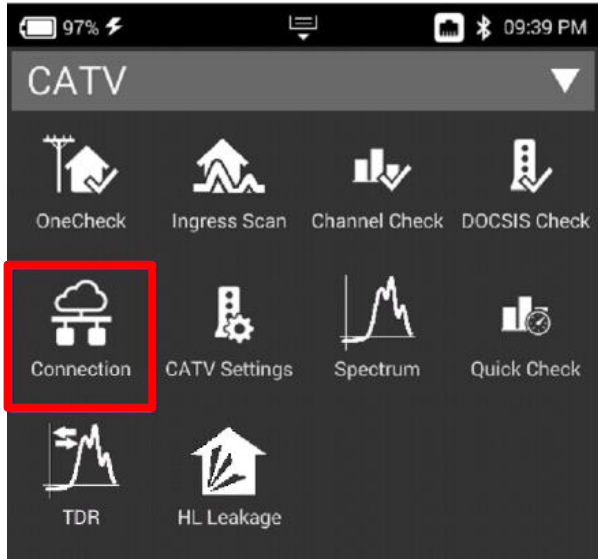 97% 09:39 PM
CATV
OneCheck Ingress Scan Channel Check DOCSIS Check
Connection CATV Settings Spectrum Quick Check
TDR HL Leakage